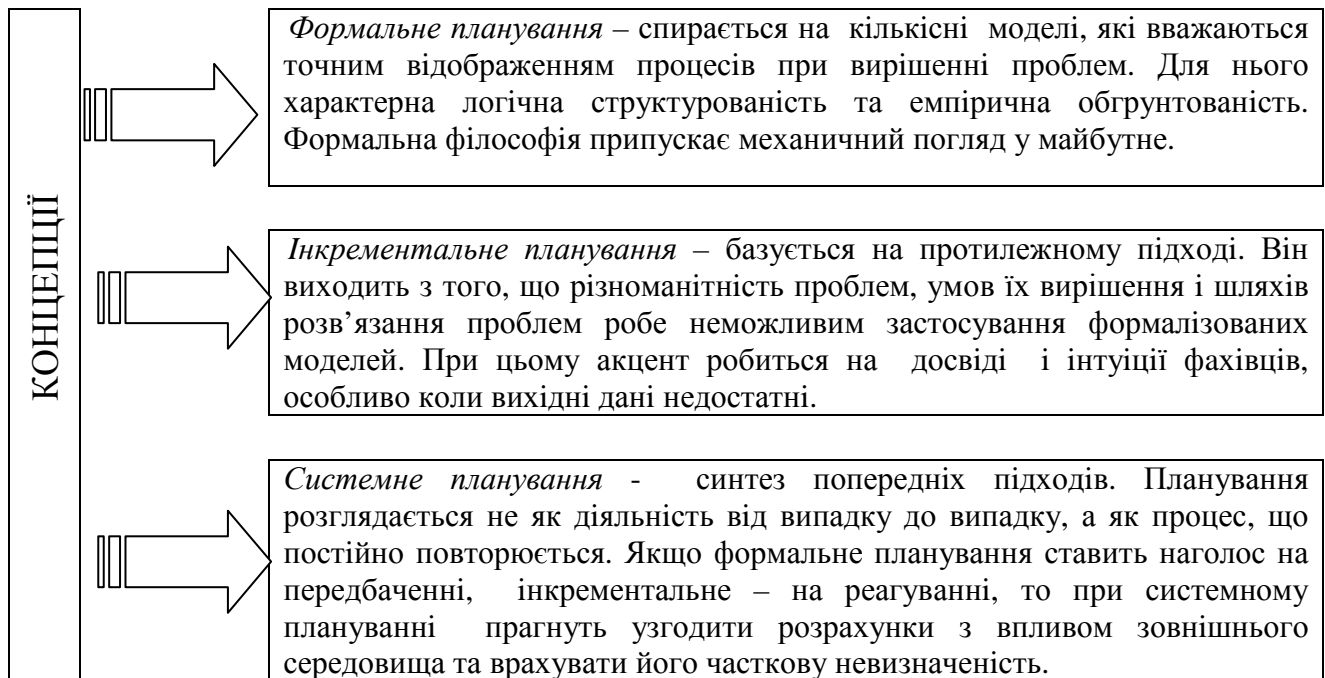 КОНЦЕПЦІЇ
Формальне планування – спирається на кількісні моделі, які вважаються
точним відображенням процесів при вирішенні проблем. Для нього
характерна логічна структурованість та емпірична обгрунтованість.
Формальна філософія припускає механичний погляд у майбутне.
Інкрементальне планування – базується на протилежному підході. Він
виходить з того, що різноманітність проблем, умов їх вирішення і шляхів
розв’язання проблем робе неможливим застосування формалізованих
моделей. При цьому акцент робиться на досвіді і інтуіції фахівців,
особливо коли вихідні дані недостатні.
Системне планування - синтез попередніх підходів. Планування
розглядається не як діяльність від випадку до випадку, а як процес, що
постійно повторюється. Якщо формальне планування ставить наголос на
передбаченні, інкрементальне – на реагуванні, то при системному
плануванні прагнуть узгодити розрахунки з впливом зовнішнього
середовища та врахувати його часткову невизначеність.